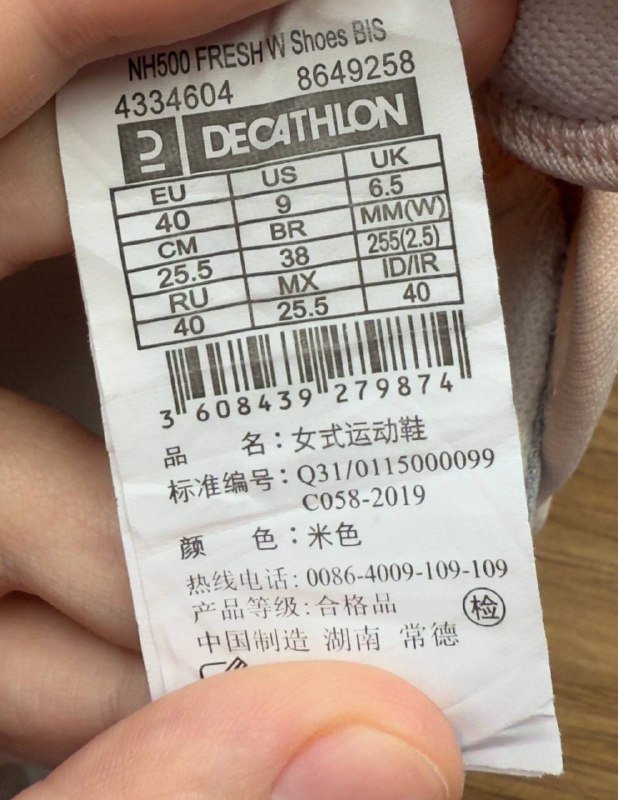 NH500 FRESH W Shoes BIS
4334604 8649258
DECATHLON
EU US UK
40 9 6.5
CM BR MM(W)
25.5 38 255(2.5)
RU MX ID/IR
40 25.5 40
3 608439 279874
品 名：女式运动鞋
标准编号：Q31/0115000099
C058-2019
颜 色：米色
热线电话：0086-4009-109-109
产品等级：合格品 检
中国制造 湖南 常德